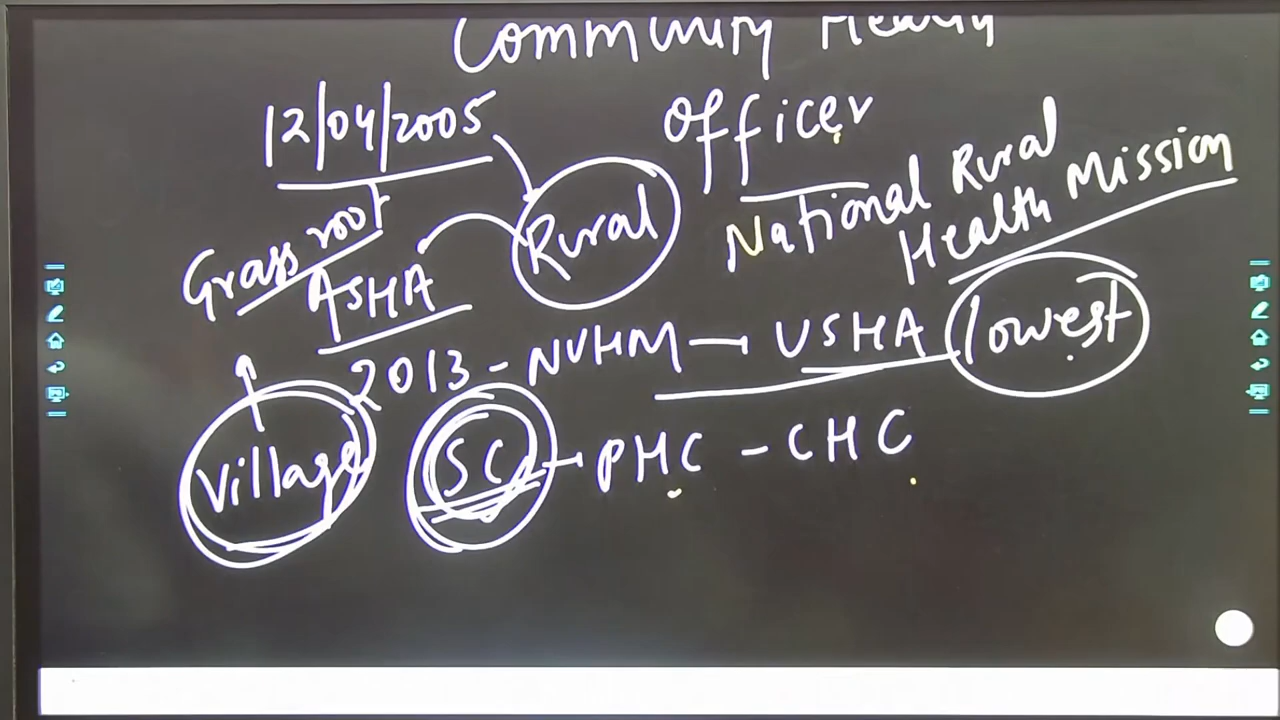 Community Health
Officer
12/04/2005
Rural
National Rural
Health Mission
Grass root
ASHA
2013 - NUHM → USHA lowest
Village SC → PHC - CHC